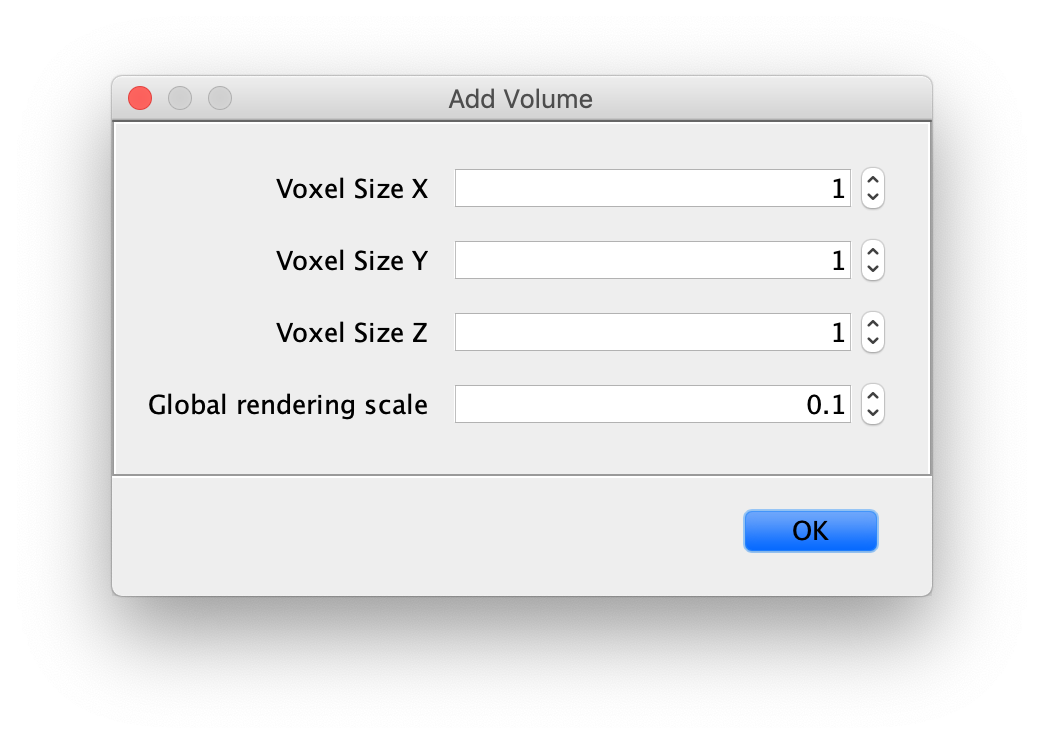 Add Volume
Voxel Size X 1
Voxel Size Y 1
Voxel Size Z 1
Global rendering scale 0.1
OK